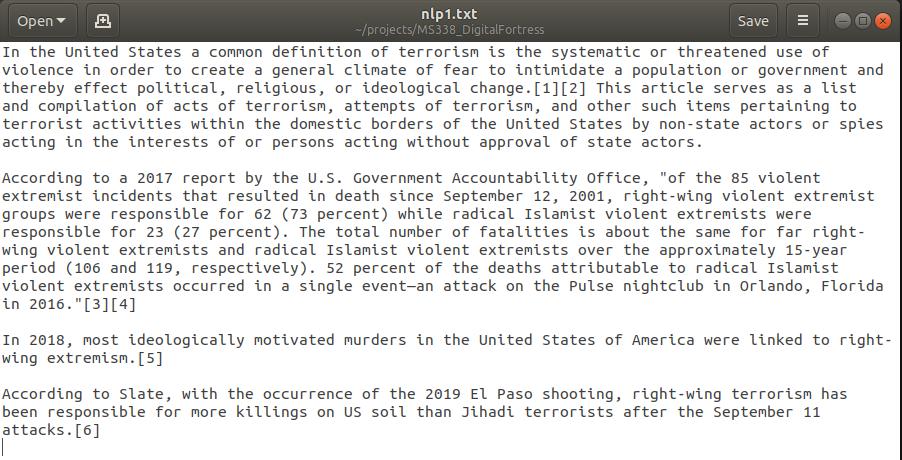 Open
nlp1.txt
~/projects/MS338_DigitalFortress
Save
In the United States a common definition of terrorism is the systematic or threatened use of
violence in order to create a general climate of fear to intimidate a population or government and
thereby effect political, religious, or ideological change.[1][2] This article serves as a list
and compilation of acts of terrorism, attempts of terrorism, and other such items pertaining to
terrorist activities within the domestic borders of the United States by non-state actors or spies
acting in the interests of or persons acting without approval of state actors.
According to a 2017 report by the U.S. Government Accountability Office, "of the 85 violent
extremist incidents that resulted in death since September 12, 2001, right-wing violent extremist
groups were responsible for 62 (73 percent) while radical Islamist violent extremists were
responsible for 23 (27 percent). The total number of fatalities is about the same for far right-
wing violent extremists and radical Islamist violent extremists over the approximately 15-year
period (106 and 119, respectively). 52 percent of the deaths attributable to radical Islamist
violent extremists occurred in a single event—an attack on the Pulse nightclub in Orlando, Florida
in 2016."[3][4]
In 2018, most ideologically motivated murders in the United States of America were linked to right-
wing extremism.[5]
According to Slate, with the occurrence of the 2019 El Paso shooting, right-wing terrorism has
been responsible for more killings on US soil than Jihadi terrorists after the September 11
attacks.[6]